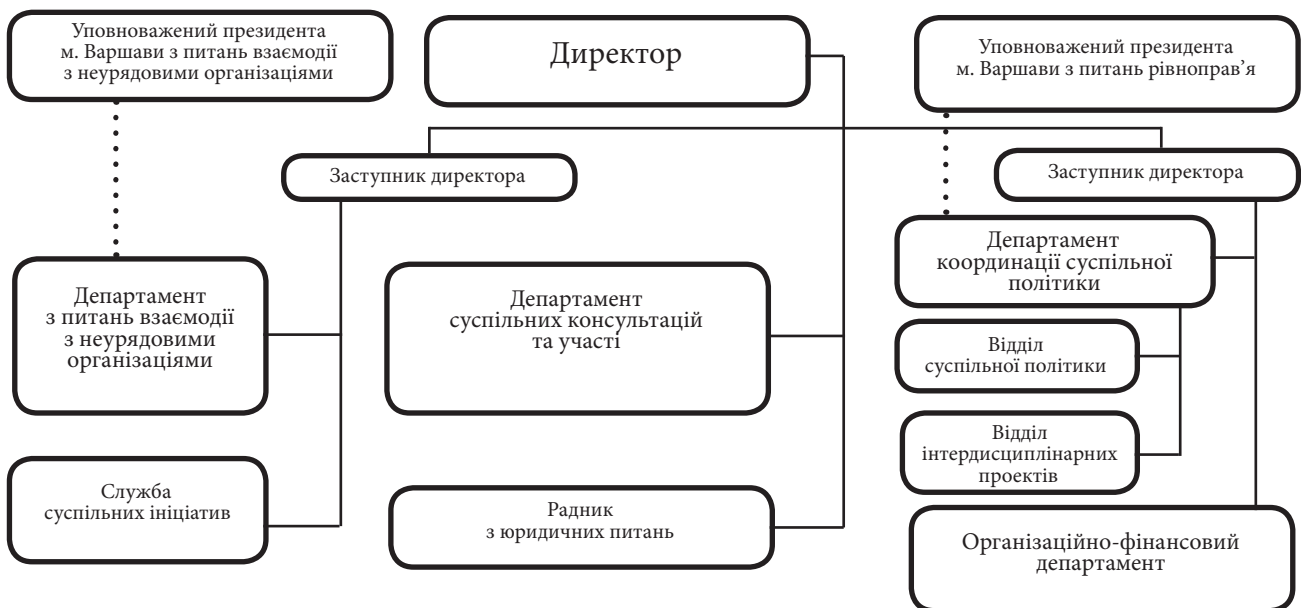 Уповноважений президента
м. Варшави з питань взаємодії
з неурядовими організаціями
Директор
Уповноважений президента
м. Варшави з питань рівноправ’я
Заступник директора
Заступник директора
Департамент
з питань взаємодії
з неурядовими
організаціями
Департамент
суспільних консультацій
та участі
Департамент
координації суспільної
політики
Відділ
суспільної політики
Відділ
інтердисциплінарних
проектів
Служба
суспільних ініціатив
Радник
з юридичних питань
Організаційно-фінансовий
департамент